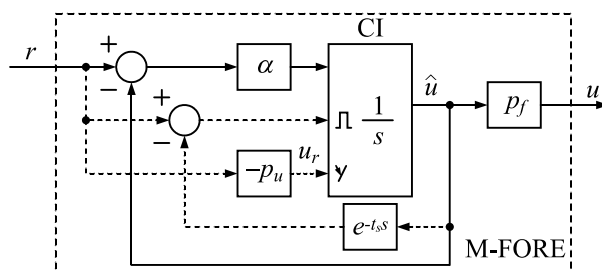 CI
r
+
−
α
+
−
1
s
û
p_f
u
−p_u
u_r
e^{-t_s s}
M-FORE